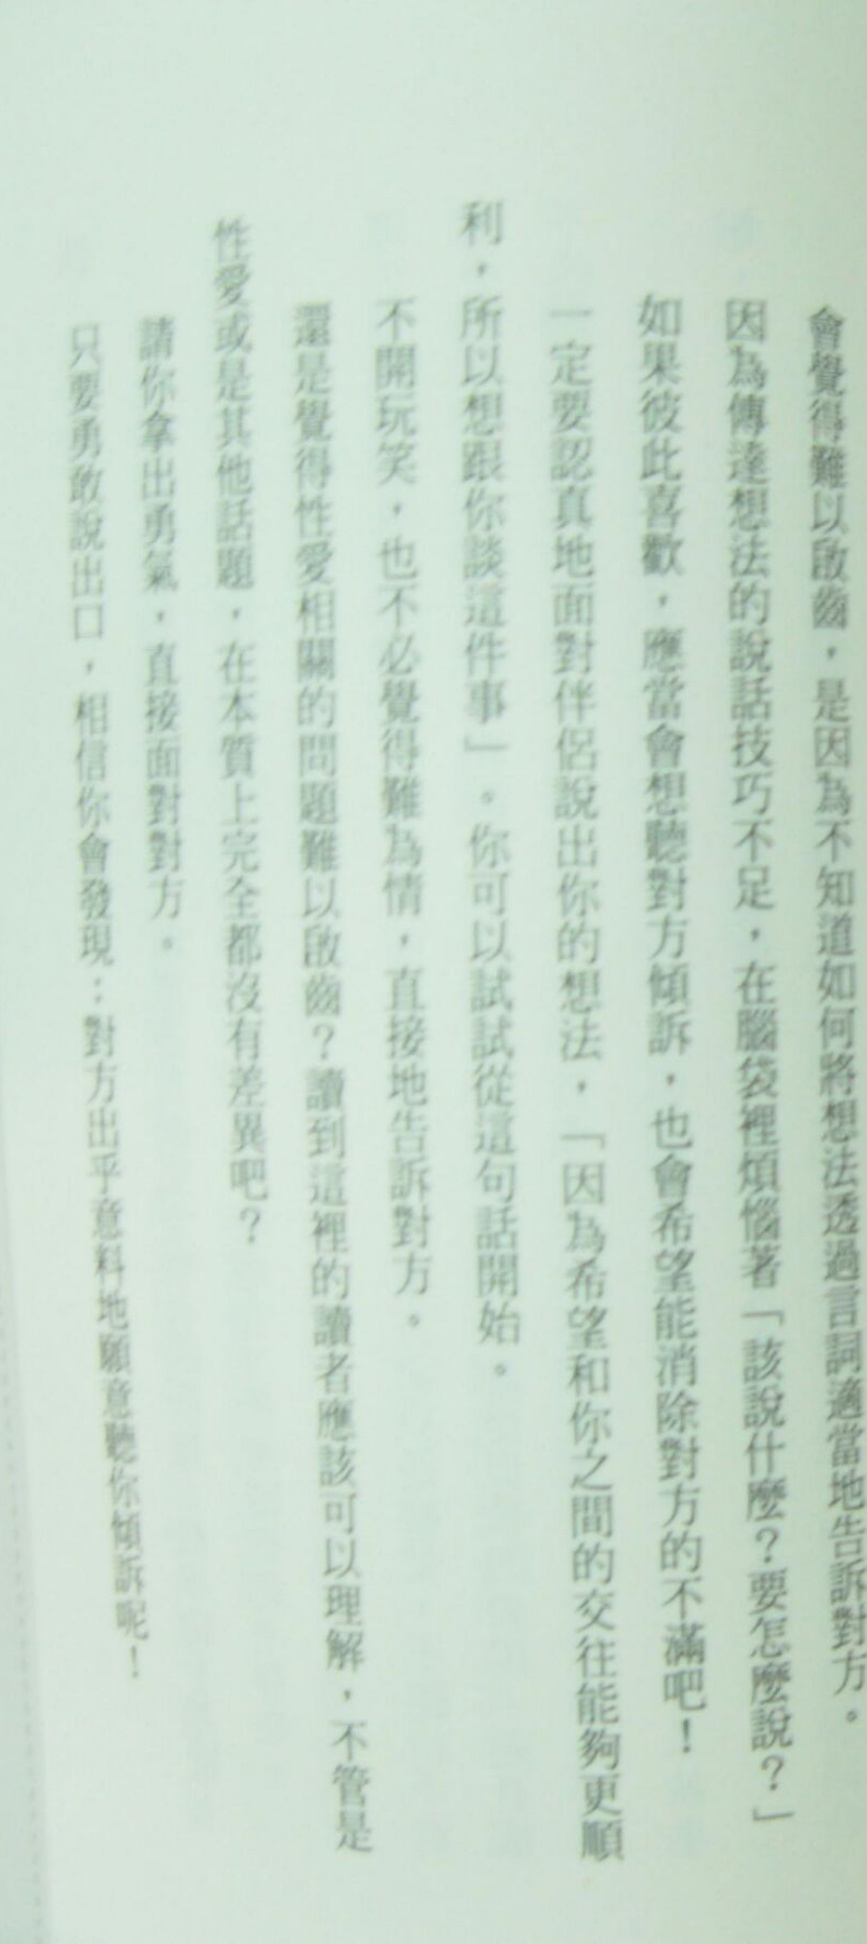 會覺得難以啟齒，是因為不知道如何將想法透過言詞適當地告訴對方。
因為傳達想法的說話技巧不足，在腦袋裡煩惱著「該說什麼？要怎麼說？」
如果彼此喜歡，應當會想聽對方傾訴，也會希望能消除對方的不滿吧！
一定要認真地面對伴侶說出你的想法，「因為希望和你之間的交往能夠更順
利，所以想跟你談這件事」。你可以試試從這句話開始。
不開玩笑，也不必覺得難為情，直接地告訴對方。
還是覺得性愛相關的問題難以啟齒？讀到這裡的讀者應該可以理解，不管是
性愛或是其他話題，在本質上完全都沒有差異吧？
請你拿出勇氣，直接面對對方。
只要勇敢說出口，相信你會發現：對方出乎意料地願意聽你傾訴呢！